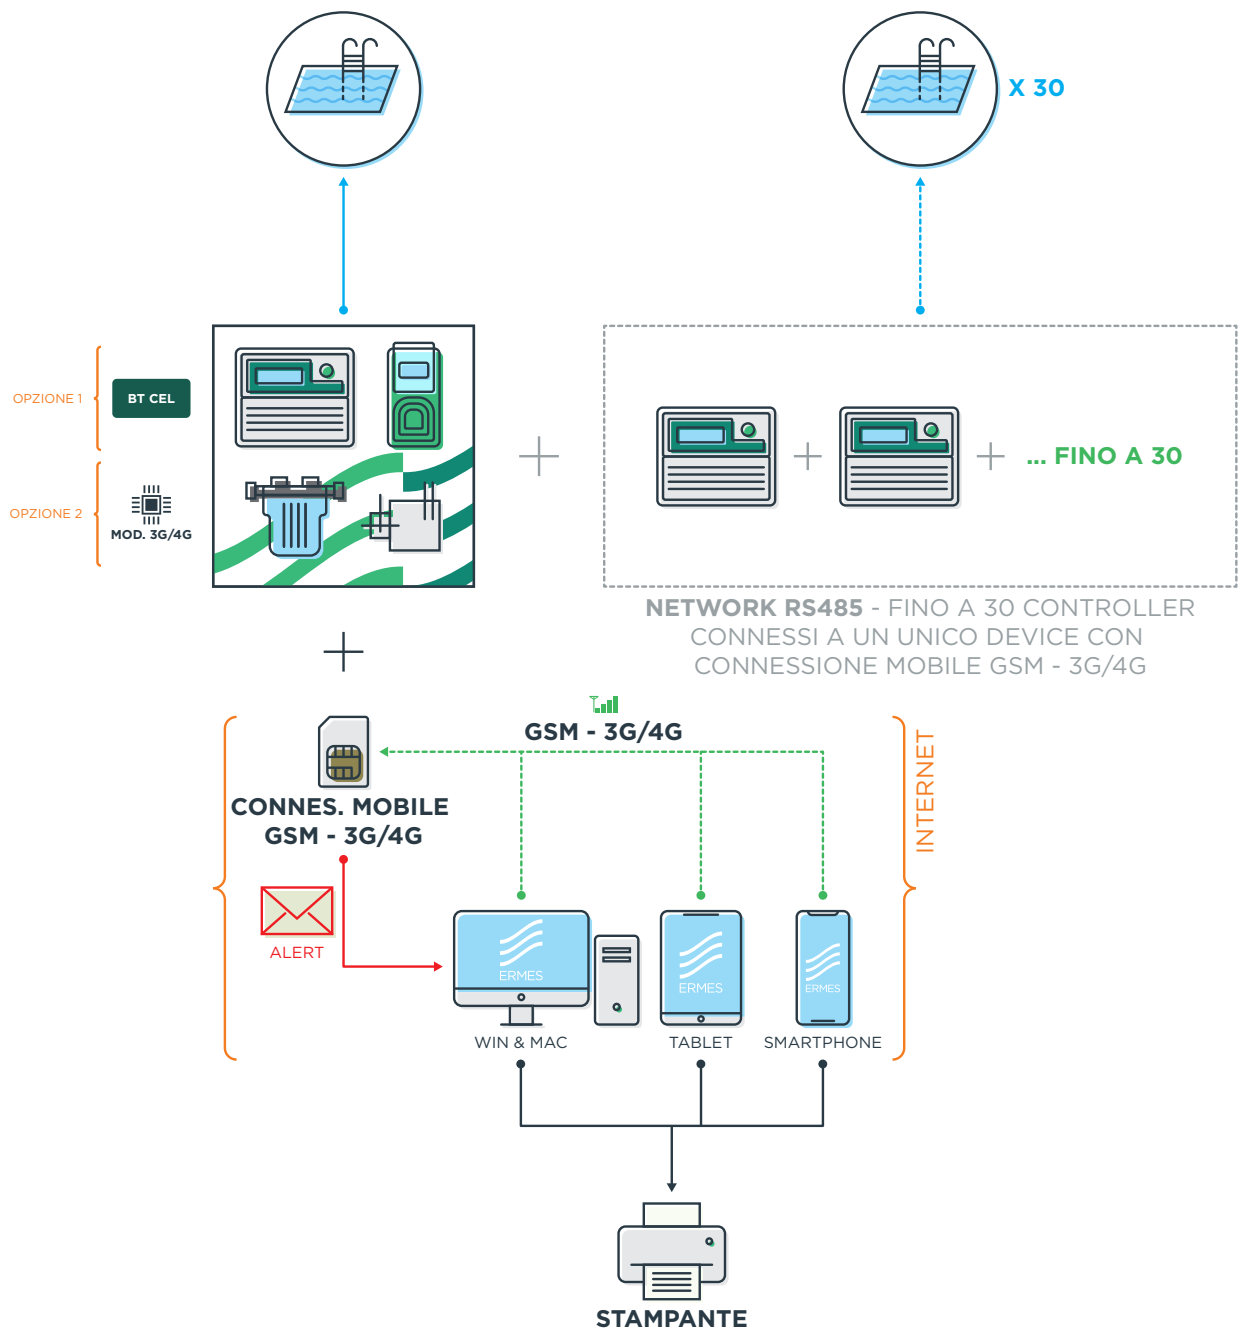 X 30
OPZIONE 1
BT CEL
OPZIONE 2
MOD. 3G/4G
... FINO A 30
NETWORK RS485 - FINO A 30 CONTROLLER
CONNESSI A UN UNICO DEVICE CON
CONNESSIONE MOBILE GSM - 3G/4G
GSM - 3G/4G
CONNES. MOBILE
GSM - 3G/4G
INTERNET
ALERT
ERMES
ERMES
ERMES
WIN & MAC
TABLET
SMARTPHONE
STAMPANTE